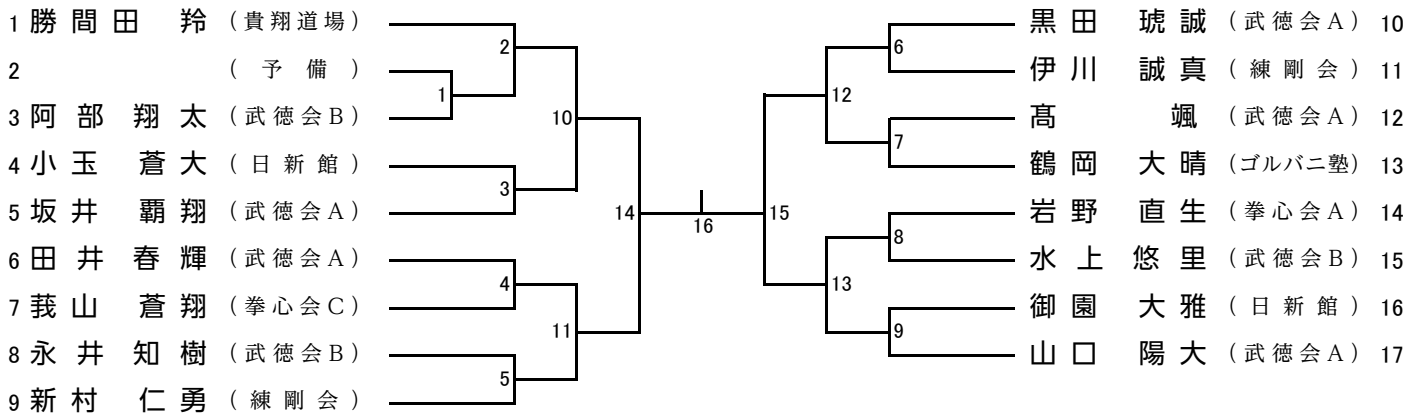 1 勝間田 羚 (貴翔道場)
2 (予備)
3 阿部 翔太 (武徳会B)
4 小玉 蒼大 (日新館)
5 坂井 覇翔 (武徳会A)
6 田井 春輝 (武徳会A)
7 莪山 蒼翔 (拳心会C)
8 永井 知樹 (武徳会B)
9 新村 仁勇 (練剛会)
2
1
10
3
14
4
11
5
16
6
12
7
15
8
13
9
黒田 琥誠 (武徳会A) 10
伊川 誠真 (練剛会) 11
髙 颯 (武徳会A) 12
鶴岡 大晴 (ゴルバニ塾) 13
岩野 直生 (拳心会A) 14
水上 悠里 (武徳会B) 15
御園 大雅 (日新館) 16
山口 陽大 (武徳会A) 17